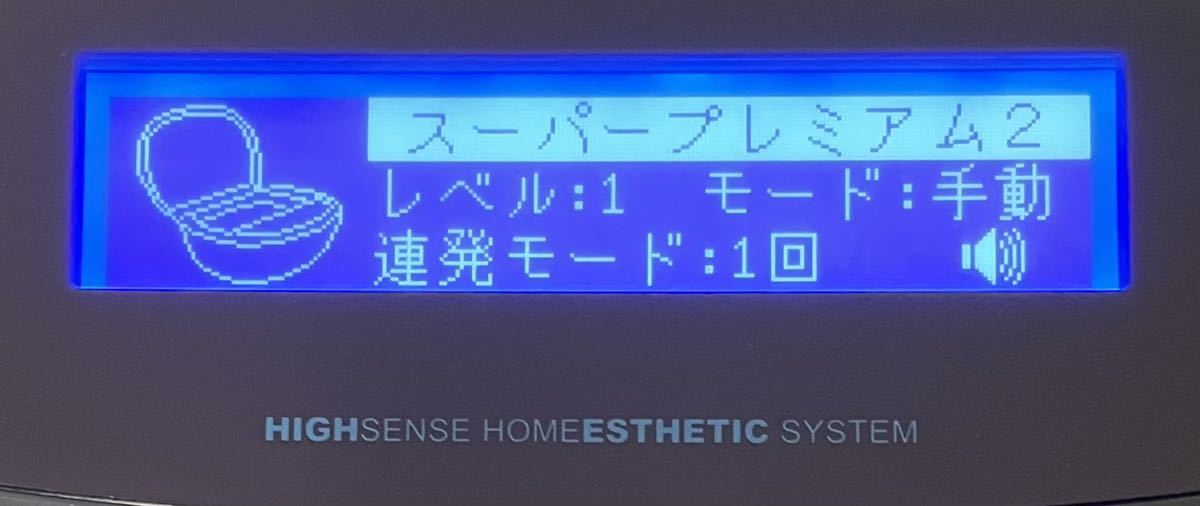 スーパープレミアム2
レベル:1 モード:手動
連発モード:1回
HIGHSENSE HOMEESTHETIC SYSTEM